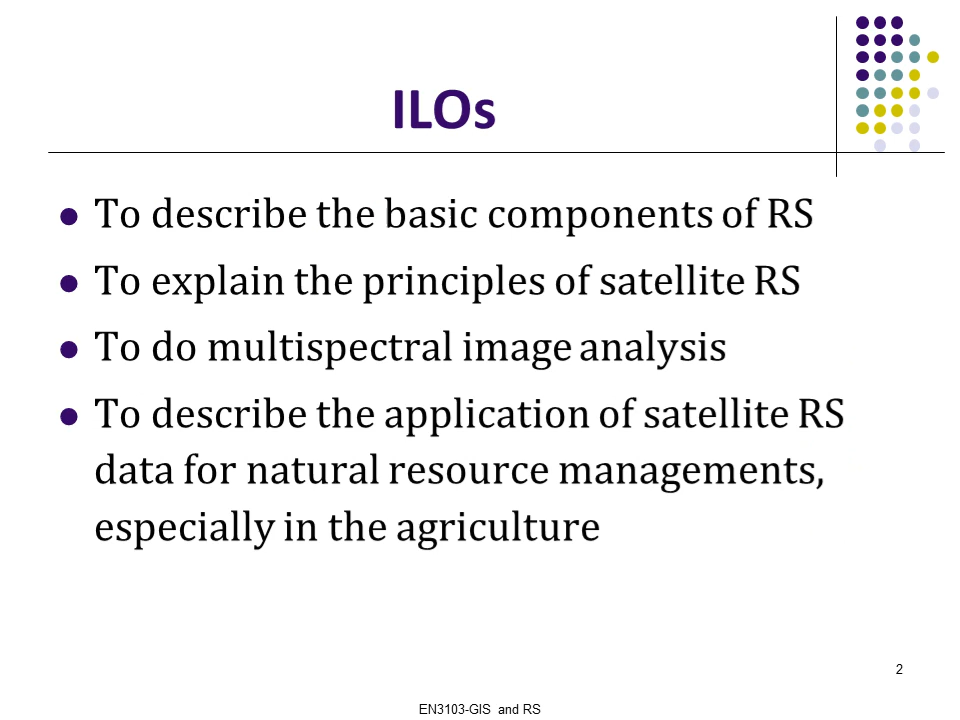 ILOs
To describe the basic components of RS
To explain the principles of satellite RS
To do multispectral image analysis
To describe the application of satellite RS
data for natural resource managements,
especially in the agriculture
2
EN3103-GIS and RS